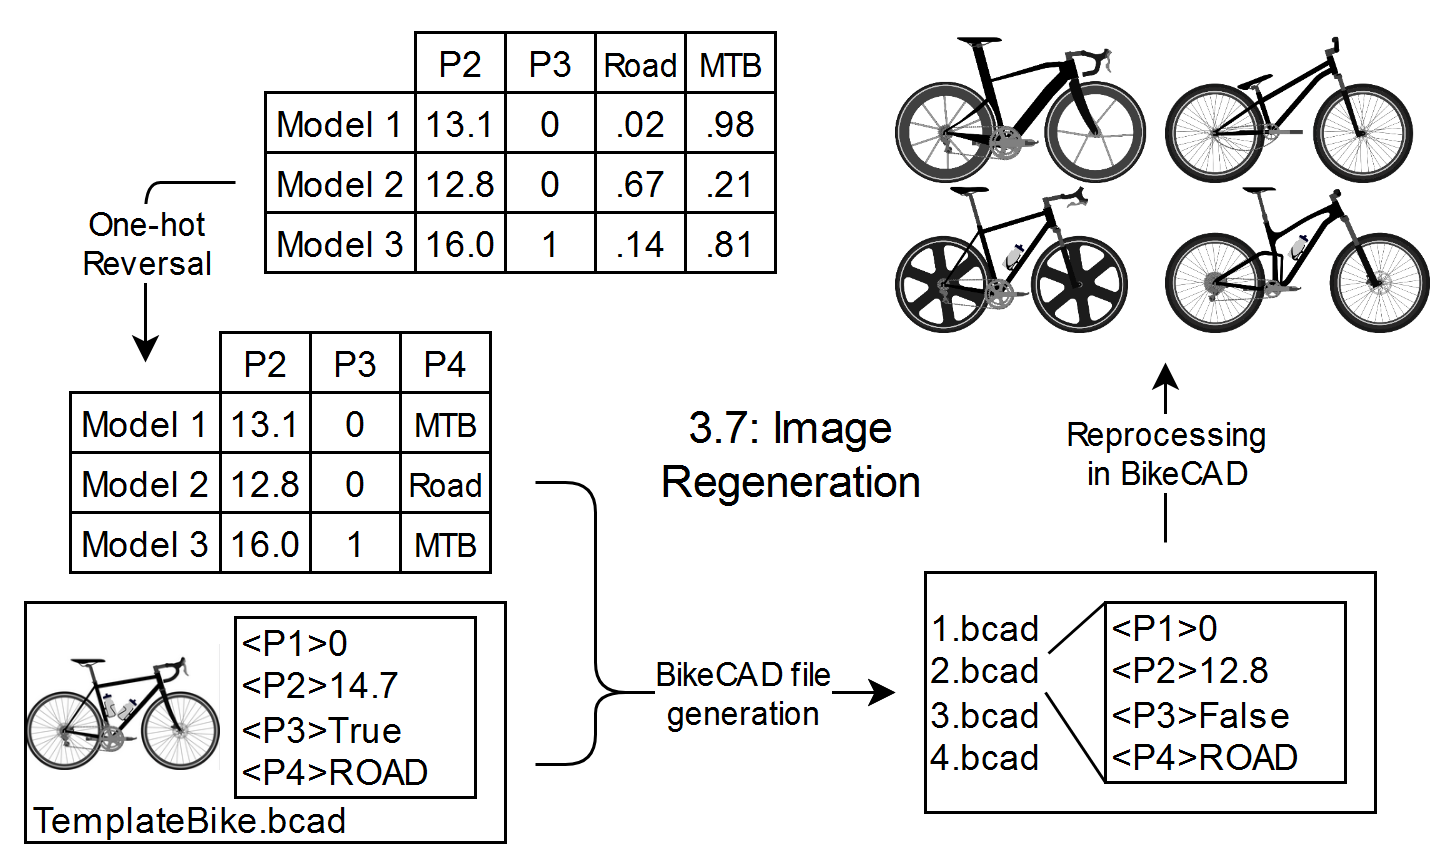 P2 P3 Road MTB
Model 1 13.1 0 .02 .98
Model 2 12.8 0 .67 .21
Model 3 16.0 1 .14 .81
One-hot
Reversal
P2 P3 P4
Model 1 13.1 0 MTB
Model 2 12.8 0 Road
Model 3 16.0 1 MTB
3.7: Image
Regeneration
Reprocessing
in BikeCAD
<P1>0
<P2>14.7
<P3>True
<P4>ROAD
TemplateBike.bcad
BikeCAD file
generation
1.bcad
2.bcad
3.bcad
4.bcad
<P1>0
<P2>12.8
<P3>False
<P4>ROAD